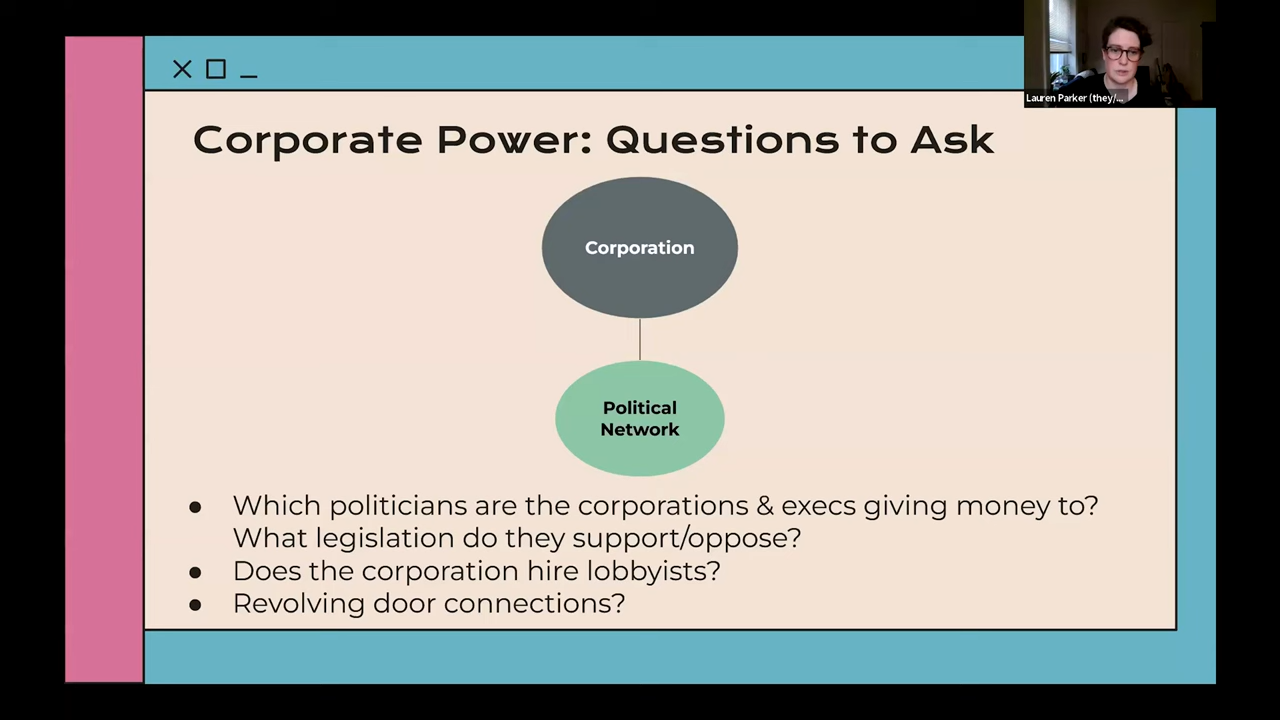 Lauren Parker (they/...
Corporate Power: Questions to Ask
Corporation
Political
Network
● Which politicians are the corporations & execs giving money to?
What legislation do they support/oppose?
● Does the corporation hire lobbyists?
● Revolving door connections?